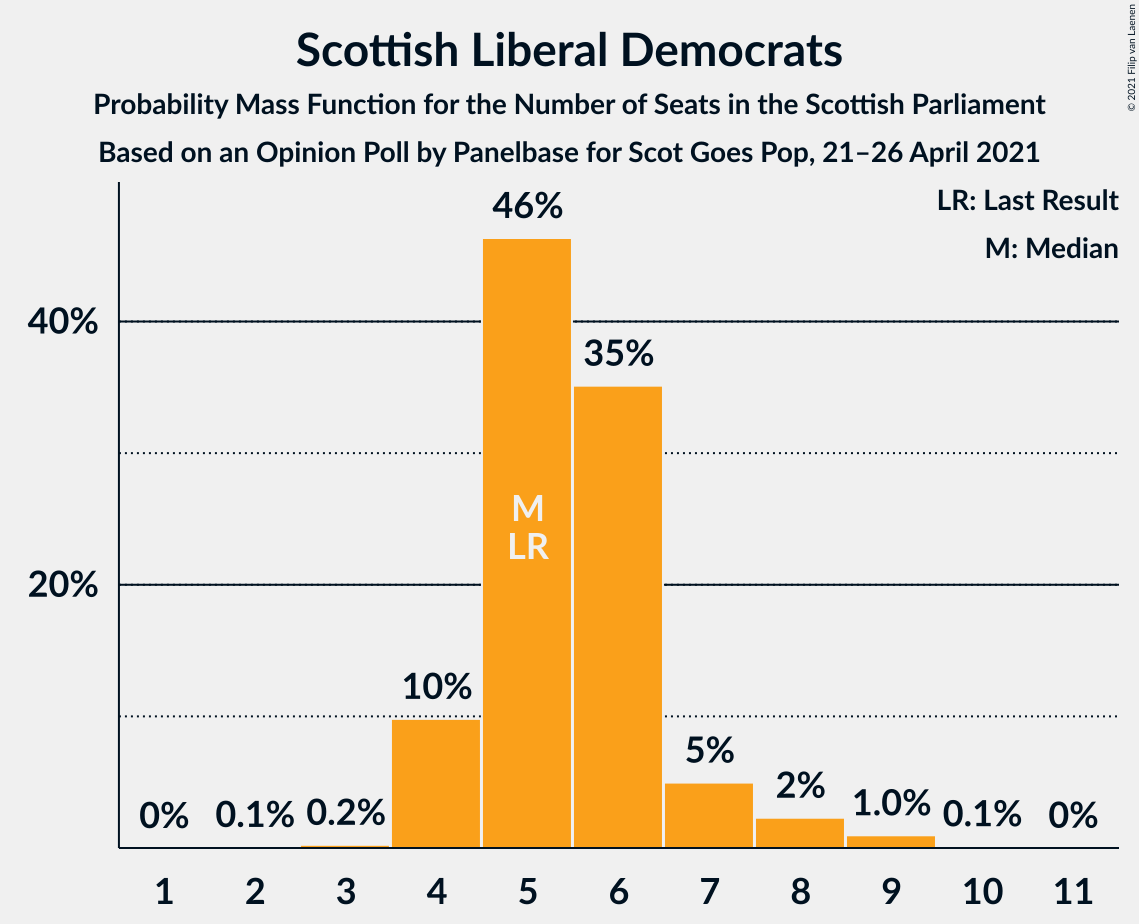 Scottish Liberal Democrats
Probability Mass Function for the Number of Seats in the Scottish Parliament
Based on an Opinion Poll by Panelbase for Scot Goes Pop, 21–26 April 2021
© 2021 Filip van Laenen
LR: Last Result
M: Median
46%
40%
35%
M
LR
20%
10%
5%
2%
0% 0.1% 0.2% 1.0% 0.1% 0%
1 2 3 4 5 6 7 8 9 10 11